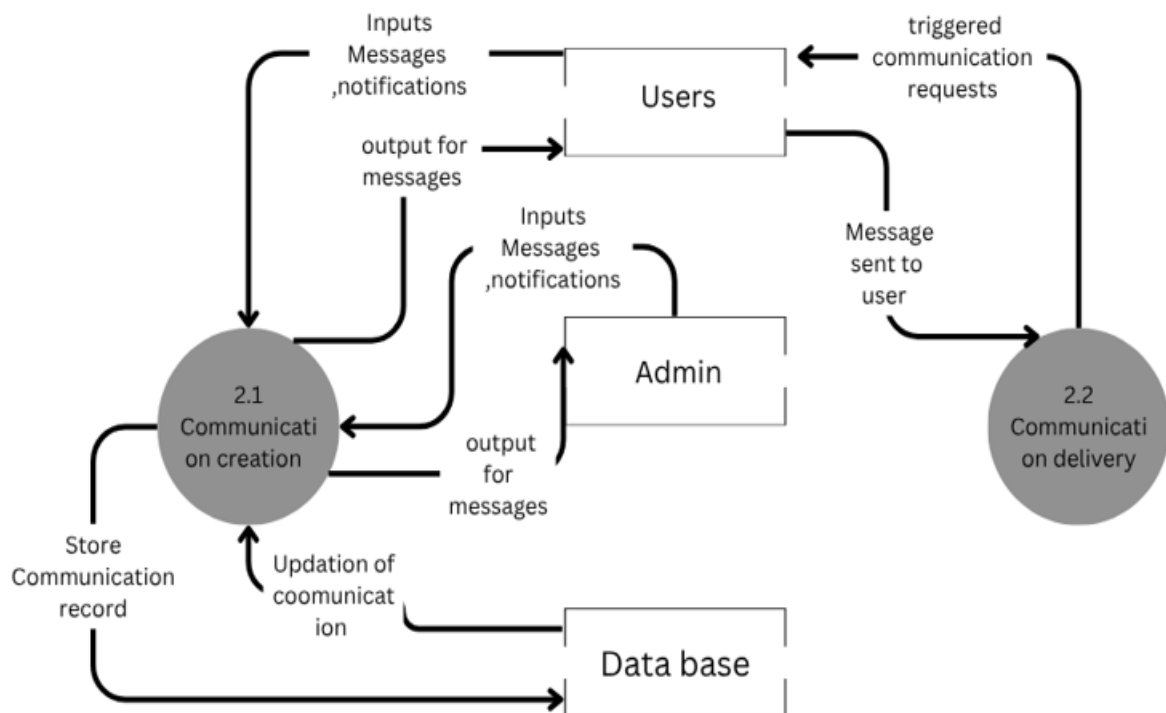 Inputs
Messages
,notifications
Users
triggered
communication
requests
output for
messages
Inputs
Messages
,notifications
Message
sent to
user
Admin
2.1
Communicati
on creation
2.2
Communicati
on delivery
output
for
messages
Store
Communication
record
Updation of
coomunicat
ion
Data base